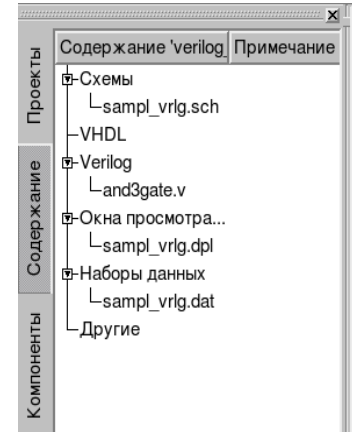 Проекты
Содержание
Компоненты
Содержание 'verilog_ Примечание
Схемы
sampl_vrlg.sch
VHDL
Verilog
and3gate.v
Окна просмотра...
sampl_vrlg.dpl
Наборы данных
sampl_vrlg.dat
Другие